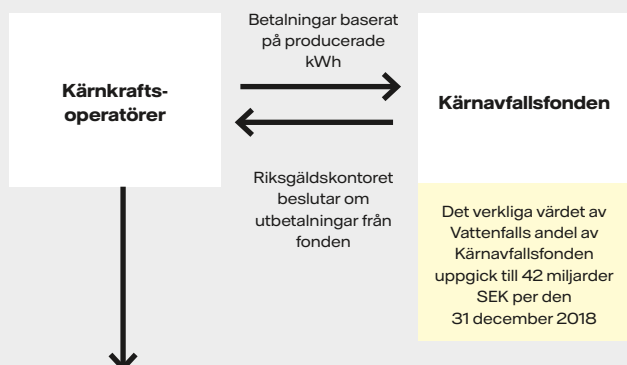 Betalningar baserat
på producerade
kWh
Kärnkrafts-
operatörer
Kärnavfallsfonden
Riksgäldskontoret
beslutar om
utbetalningar från
fonden
Det verkliga värdet av
Vattenfalls andel av
Kärnavfallsfonden
uppgick till 42 miljarder
SEK per den
31 december 2018